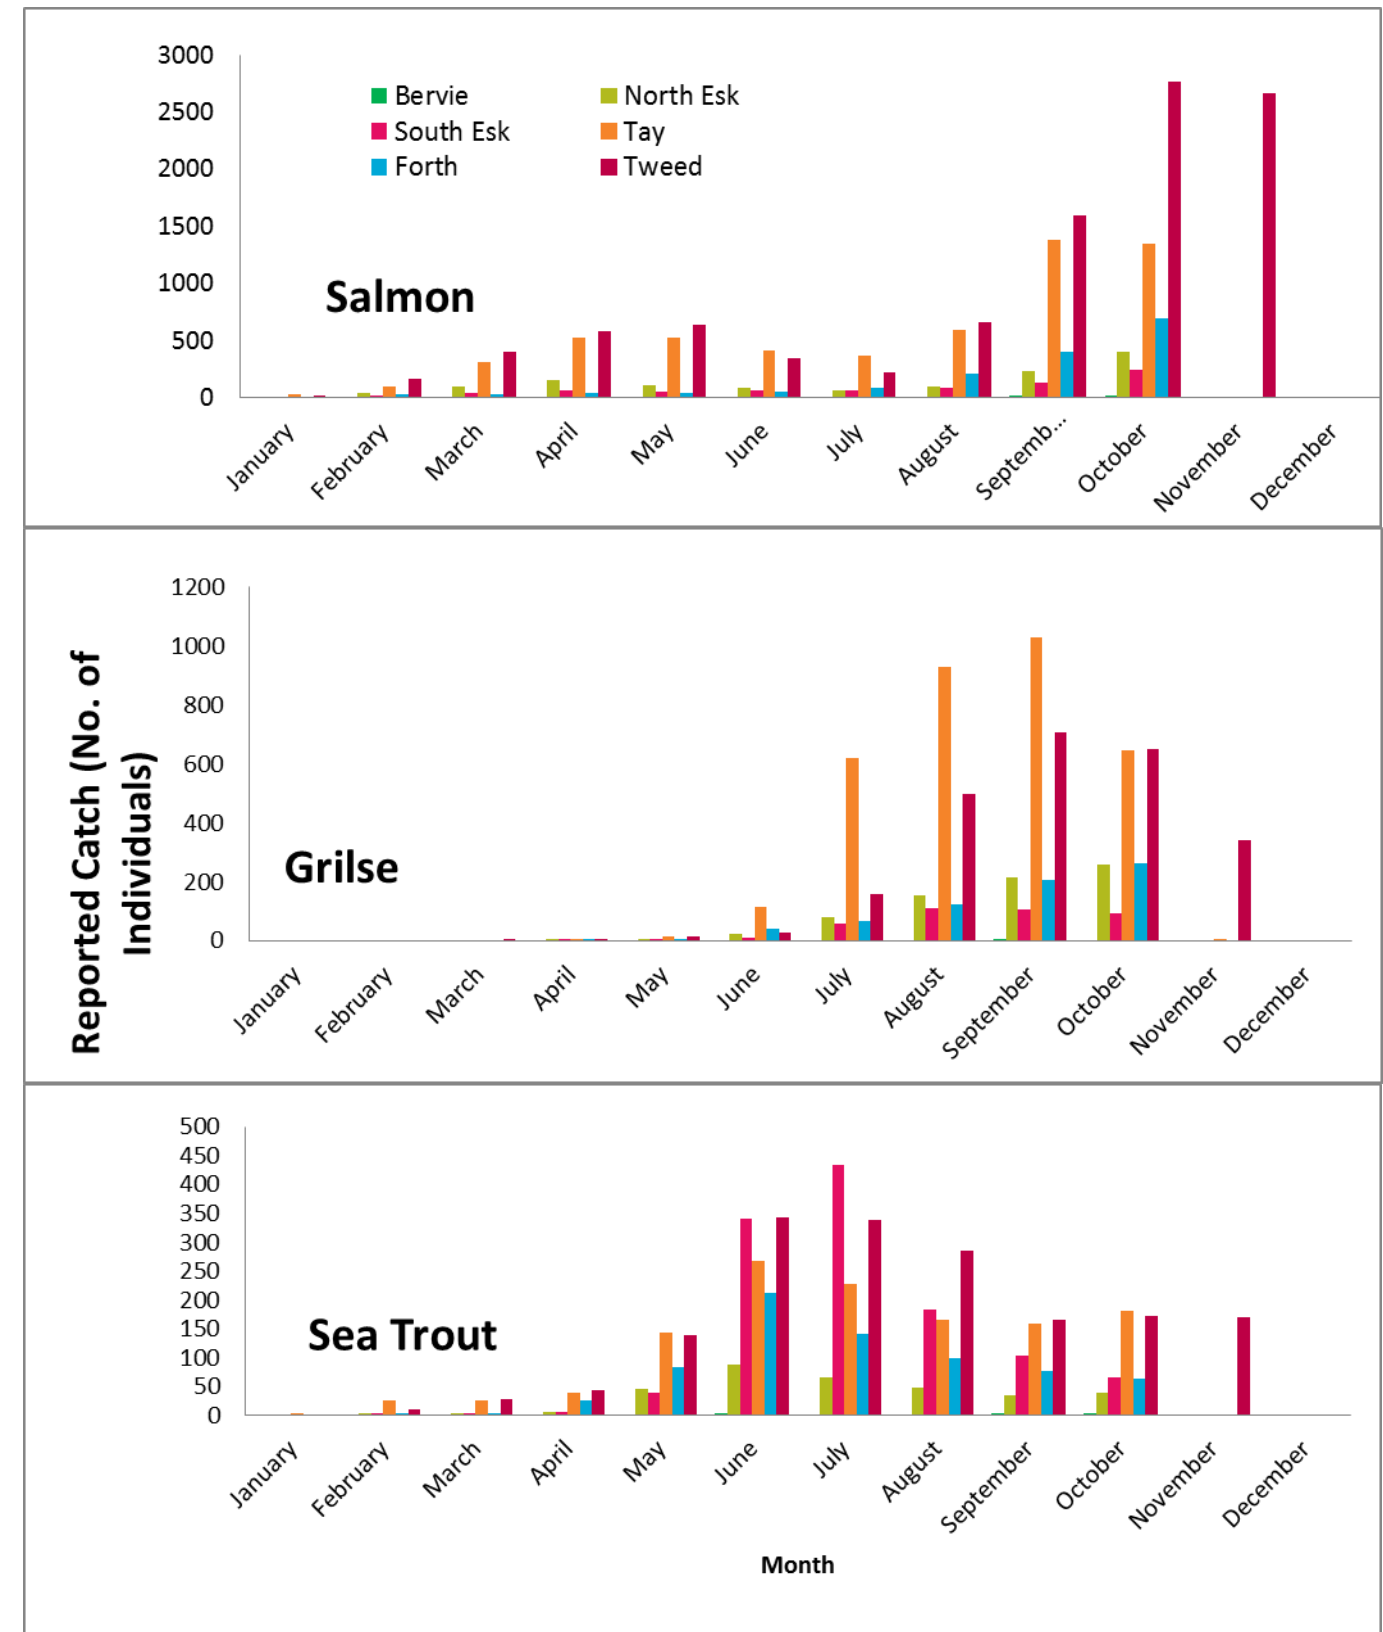 3000
2500
2000
1500
1000
500
0
Bervie
North Esk
South Esk
Tay
Forth
Tweed
Salmon
January
February
March
April
May
June
July
August
Septemb...
October
November
December
Reported Catch (No. of
Individuals)
1200
1000
800
600
400
200
0
Grilse
January
February
March
April
May
June
July
August
September
October
November
December
500
450
400
350
300
250
200
150
100
50
0
Sea Trout
January
February
March
April
May
June
July
August
September
October
November
December
Month